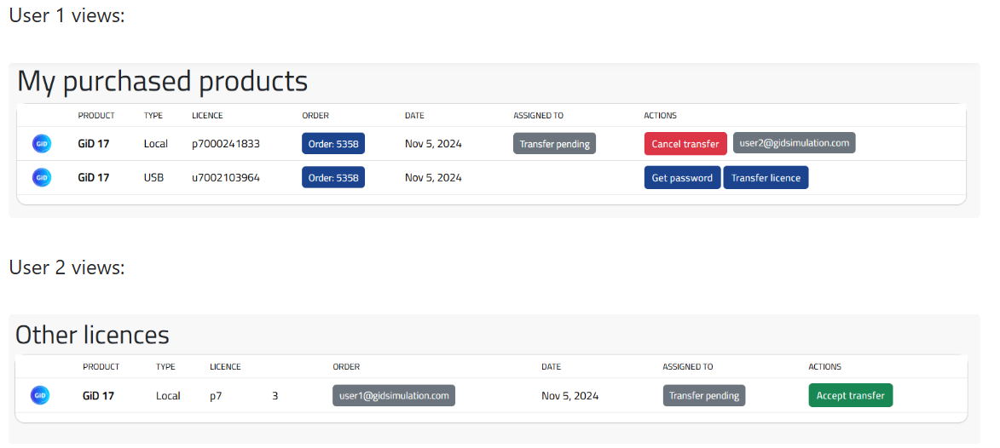 User 1 views:
My purchased products
PRODUCT TYPE LICENCE ORDER DATE ASSIGNED TO ACTIONS
GiD GiD 17 Local p7000241833 Order: 5358 Nov 5, 2024 Transfer pending Cancel transfer user2@gidsimulation.com
GiD GiD 17 USB u7002103964 Order: 5358 Nov 5, 2024 Get password Transfer licence
User 2 views:
Other licences
PRODUCT TYPE LICENCE ORDER DATE ASSIGNED TO ACTIONS
GiD GiD 17 Local p7 3 user1@gidsimulation.com Nov 5, 2024 Transfer pending Accept transfer